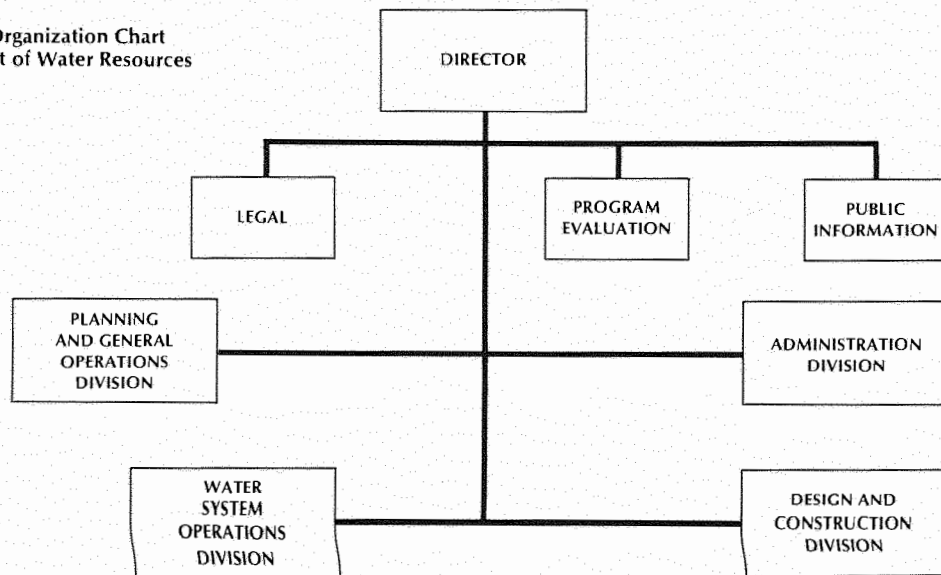 Organization Chart
of Water Resources
DIRECTOR
LEGAL
PROGRAM
EVALUATION
PUBLIC
INFORMATION
PLANNING
AND GENERAL
OPERATIONS
DIVISION
ADMINISTRATION
DIVISION
WATER
SYSTEM
OPERATIONS
DIVISION
DESIGN AND
CONSTRUCTION
DIVISION